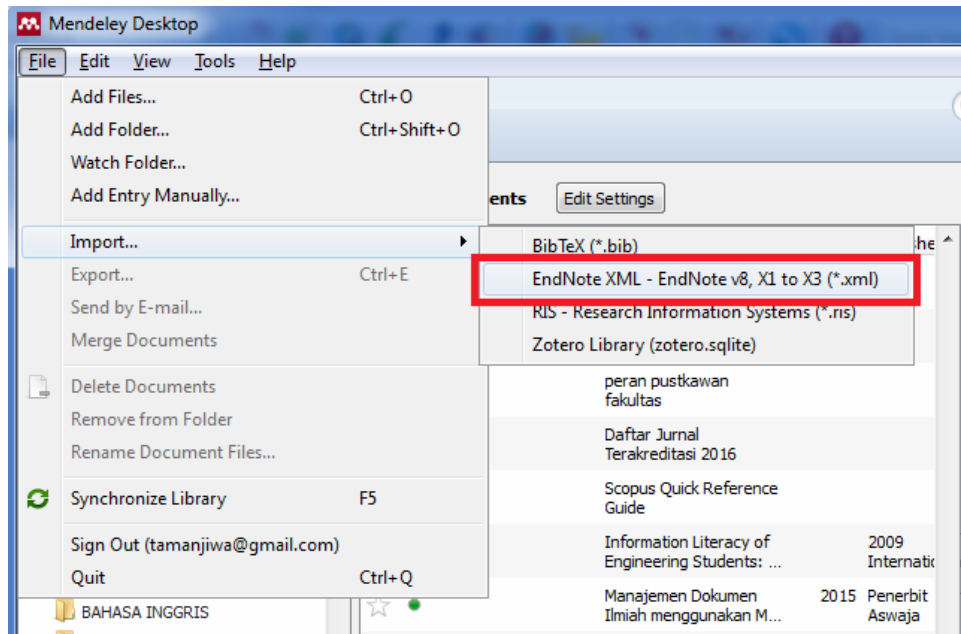 Mendeley Desktop
File Edit View Tools Help
Add Files... Ctrl+O
Add Folder... Ctrl+Shift+O
Watch Folder...
Add Entry Manually...
ents Edit Settings
Import...
BibTeX (*.bib)
she
Export... Ctrl+E
EndNote XML - EndNote v8, X1 to X3 (*.xml)
Send by E-mail...
RIS - Research Information Systems (*.ris)
Merge Documents
Zotero Library (zotero.sqlite)
Delete Documents
peran pustkawan
fakultas
Remove from Folder
Rename Document Files...
Daftar Jurnal
Terakreditasi 2016
Synchronize Library F5
Scopus Quick Reference
Guide
Sign Out (tamanjiwa@gmail.com)
Information Literacy of 2009
Engineering Students: ... Internatio
Quit Ctrl+Q
BAHASA INGGRIS
Manajemen Dokumen 2015 Penerbit
Ilmiah menggunakan M... Aswaja